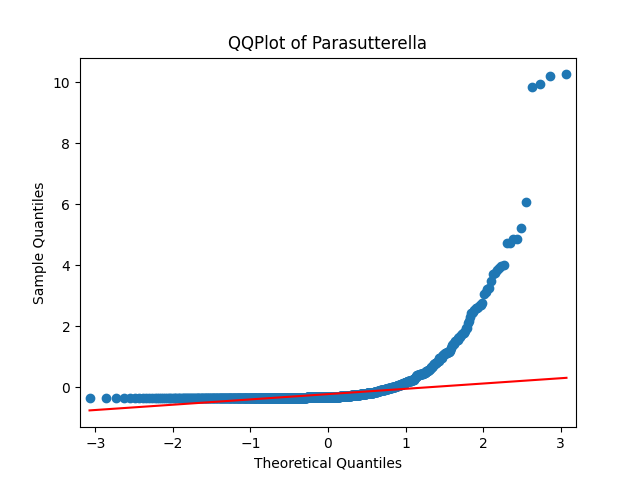 QQPlot of Parasutterella
10
8
6
4
2
0
Sample Quantiles
−3 −2 −1 0 1 2 3
Theoretical Quantiles